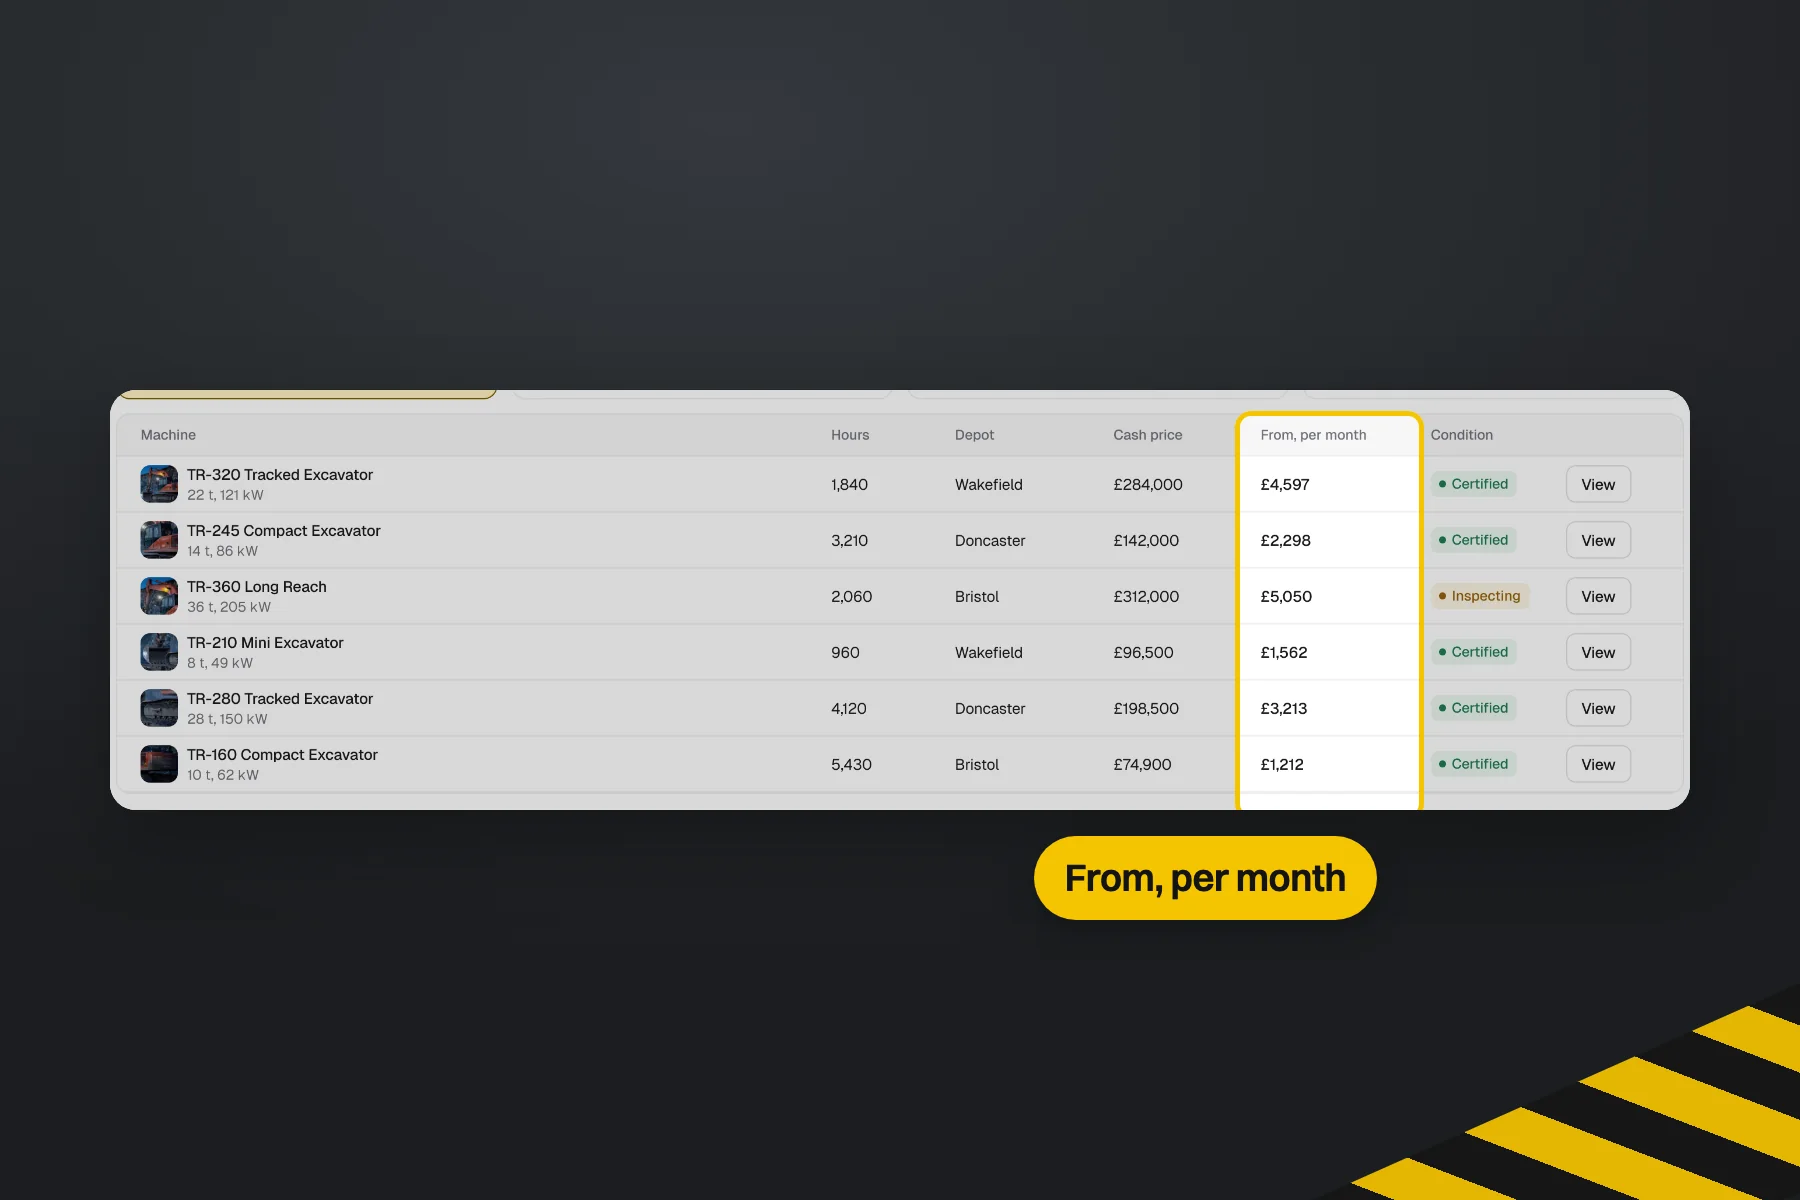 Machine Hours Depot Cash price From, per month Condition
TR-320 Tracked Excavator
22 t, 121 kW
1,840 Wakefield £284,000 £4,597 Certified View
TR-245 Compact Excavator
14 t, 86 kW
3,210 Doncaster £142,000 £2,298 Certified View
TR-360 Long Reach
36 t, 205 kW
2,060 Bristol £312,000 £5,050 Inspecting View
TR-210 Mini Excavator
8 t, 49 kW
960 Wakefield £96,500 £1,562 Certified View
TR-280 Tracked Excavator
28 t, 150 kW
4,120 Doncaster £198,500 £3,213 Certified View
TR-160 Compact Excavator
10 t, 62 kW
5,430 Bristol £74,900 £1,212 Certified View
From, per month